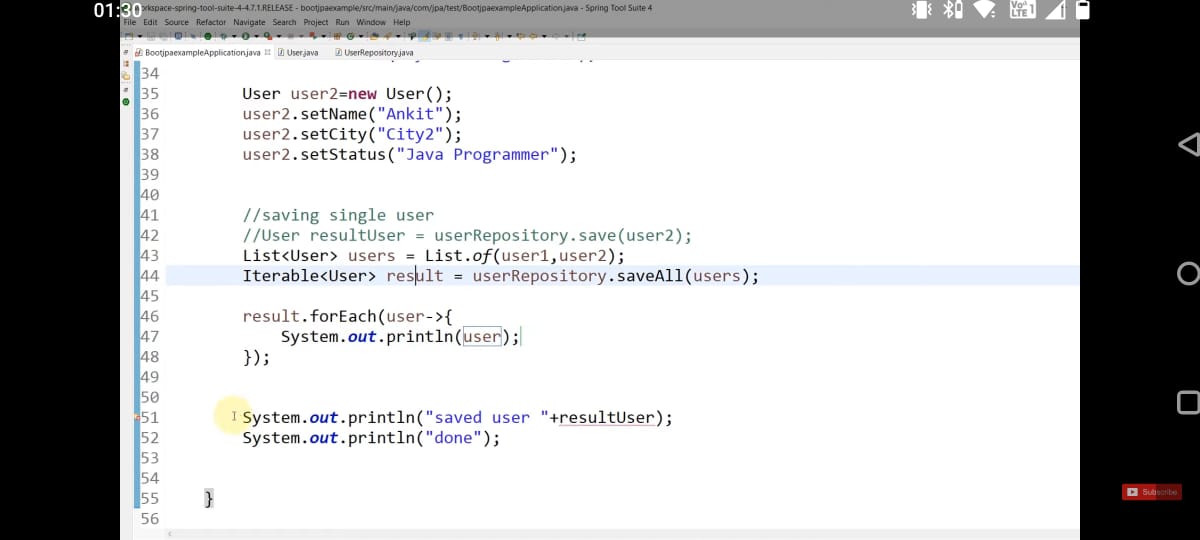 01:30
orkspace-spring-tool-suite-4-4.7.1.RELEASE - bootjpaexample/src/main/java/com/jpa/test/BootjpaexampleApplication.java - Spring Tool Suite 4
File Edit Source Refactor Navigate Search Project Run Window Help
BootjpaexampleApplication.java User.java UserRepository.java
34
35 User user2=new User();
36 user2.setName("Ankit");
37 user2.setCity("City2");
38 user2.setStatus("Java Programmer");
39
40
41 //saving single user
42 //User resultUser = userRepository.save(user2);
43 List<User> users = List.of(user1,user2);
44 Iterable<User> result = userRepository.saveAll(users);
45
46 result.forEach(user->{
47 System.out.println(user);
48 });
49
50
51 System.out.println("saved user "+resultUser);
52 System.out.println("done");
53
54
55 }
56
Subscribe